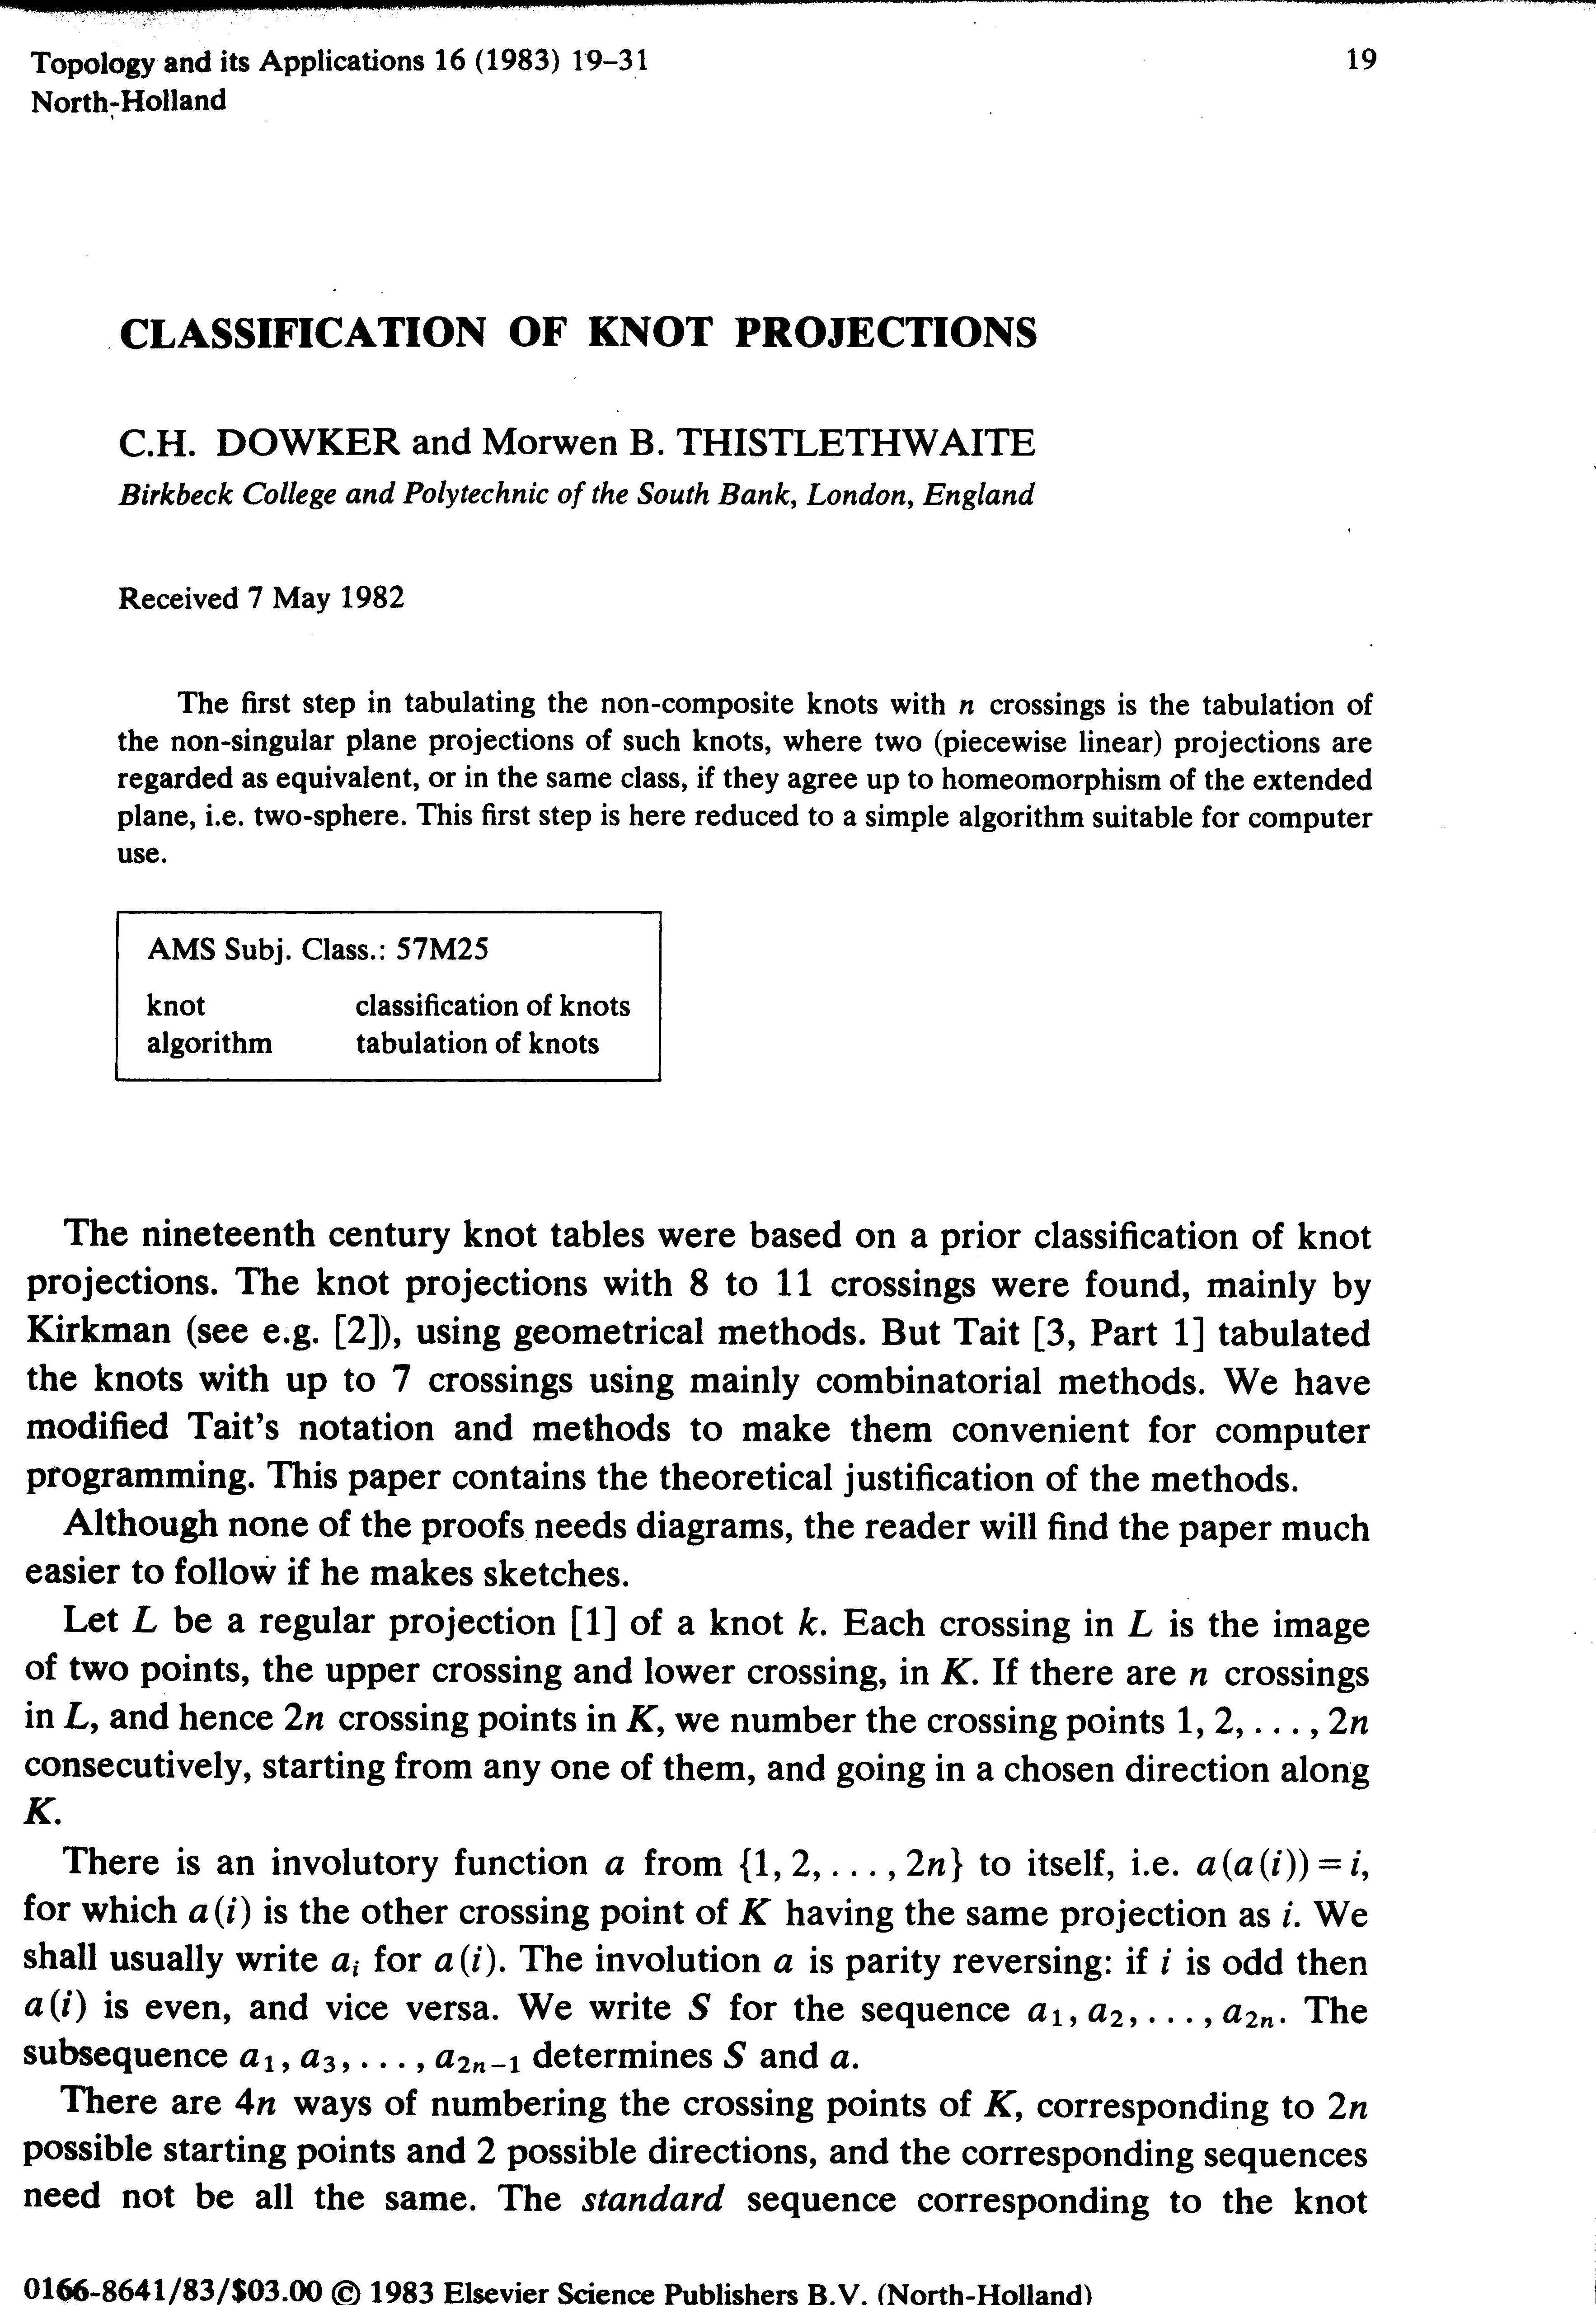 Topology and its Applications 16 (1983) 19–31 19
North-Holland
CLASSIFICATION OF KNOT PROJECTIONS
C.H. DOWKER and Morwen B. THISTLETHWAITE
Birkbeck College and Polytechnic of the South Bank, London, England
Received 7 May 1982
The first step in tabulating the non-composite knots with n crossings is the tabulation of
the non-singular plane projections of such knots, where two (piecewise linear) projections are
regarded as equivalent, or in the same class, if they agree up to homeomorphism of the extended
plane, i.e. two-sphere. This first step is here reduced to a simple algorithm suitable for computer
use.
AMS Subj. Class.: 57M25
knot classification of knots
algorithm tabulation of knots
The nineteenth century knot tables were based on a prior classification of knot
projections. The knot projections with 8 to 11 crossings were found, mainly by
Kirkman (see e.g. [2]), using geometrical methods. But Tait [3, Part 1] tabulated
the knots with up to 7 crossings using mainly combinatorial methods. We have
modified Tait's notation and methods to make them convenient for computer
programming. This paper contains the theoretical justification of the methods.
Although none of the proofs needs diagrams, the reader will find the paper much
easier to follow if he makes sketches.
Let L be a regular projection [1] of a knot k. Each crossing in L is the image
of two points, the upper crossing and lower crossing, in K. If there are n crossings
in L, and hence 2n crossing points in K, we number the crossing points 1, 2, . . . , 2n
consecutively, starting from any one of them, and going in a chosen direction along
K.
There is an involutory function a from {1, 2, . . . , 2n} to itself, i.e. a(a(i)) = i,
for which a(i) is the other crossing point of K having the same projection as i. We
shall usually write aᵢ for a(i). The involution a is parity reversing: if i is odd then
a(i) is even, and vice versa. We write S for the sequence a₁, a₂, . . . , a₂ₙ. The
subsequence a₁, a₃, . . . , a₂ₙ₋₁ determines S and a.
There are 4n ways of numbering the crossing points of K, corresponding to 2n
possible starting points and 2 possible directions, and the corresponding sequences
need not be all the same. The standard sequence corresponding to the knot
0166-8641/83/$03.00 © 1983 Elsevier Science Publishers B.V. (North-Holland)